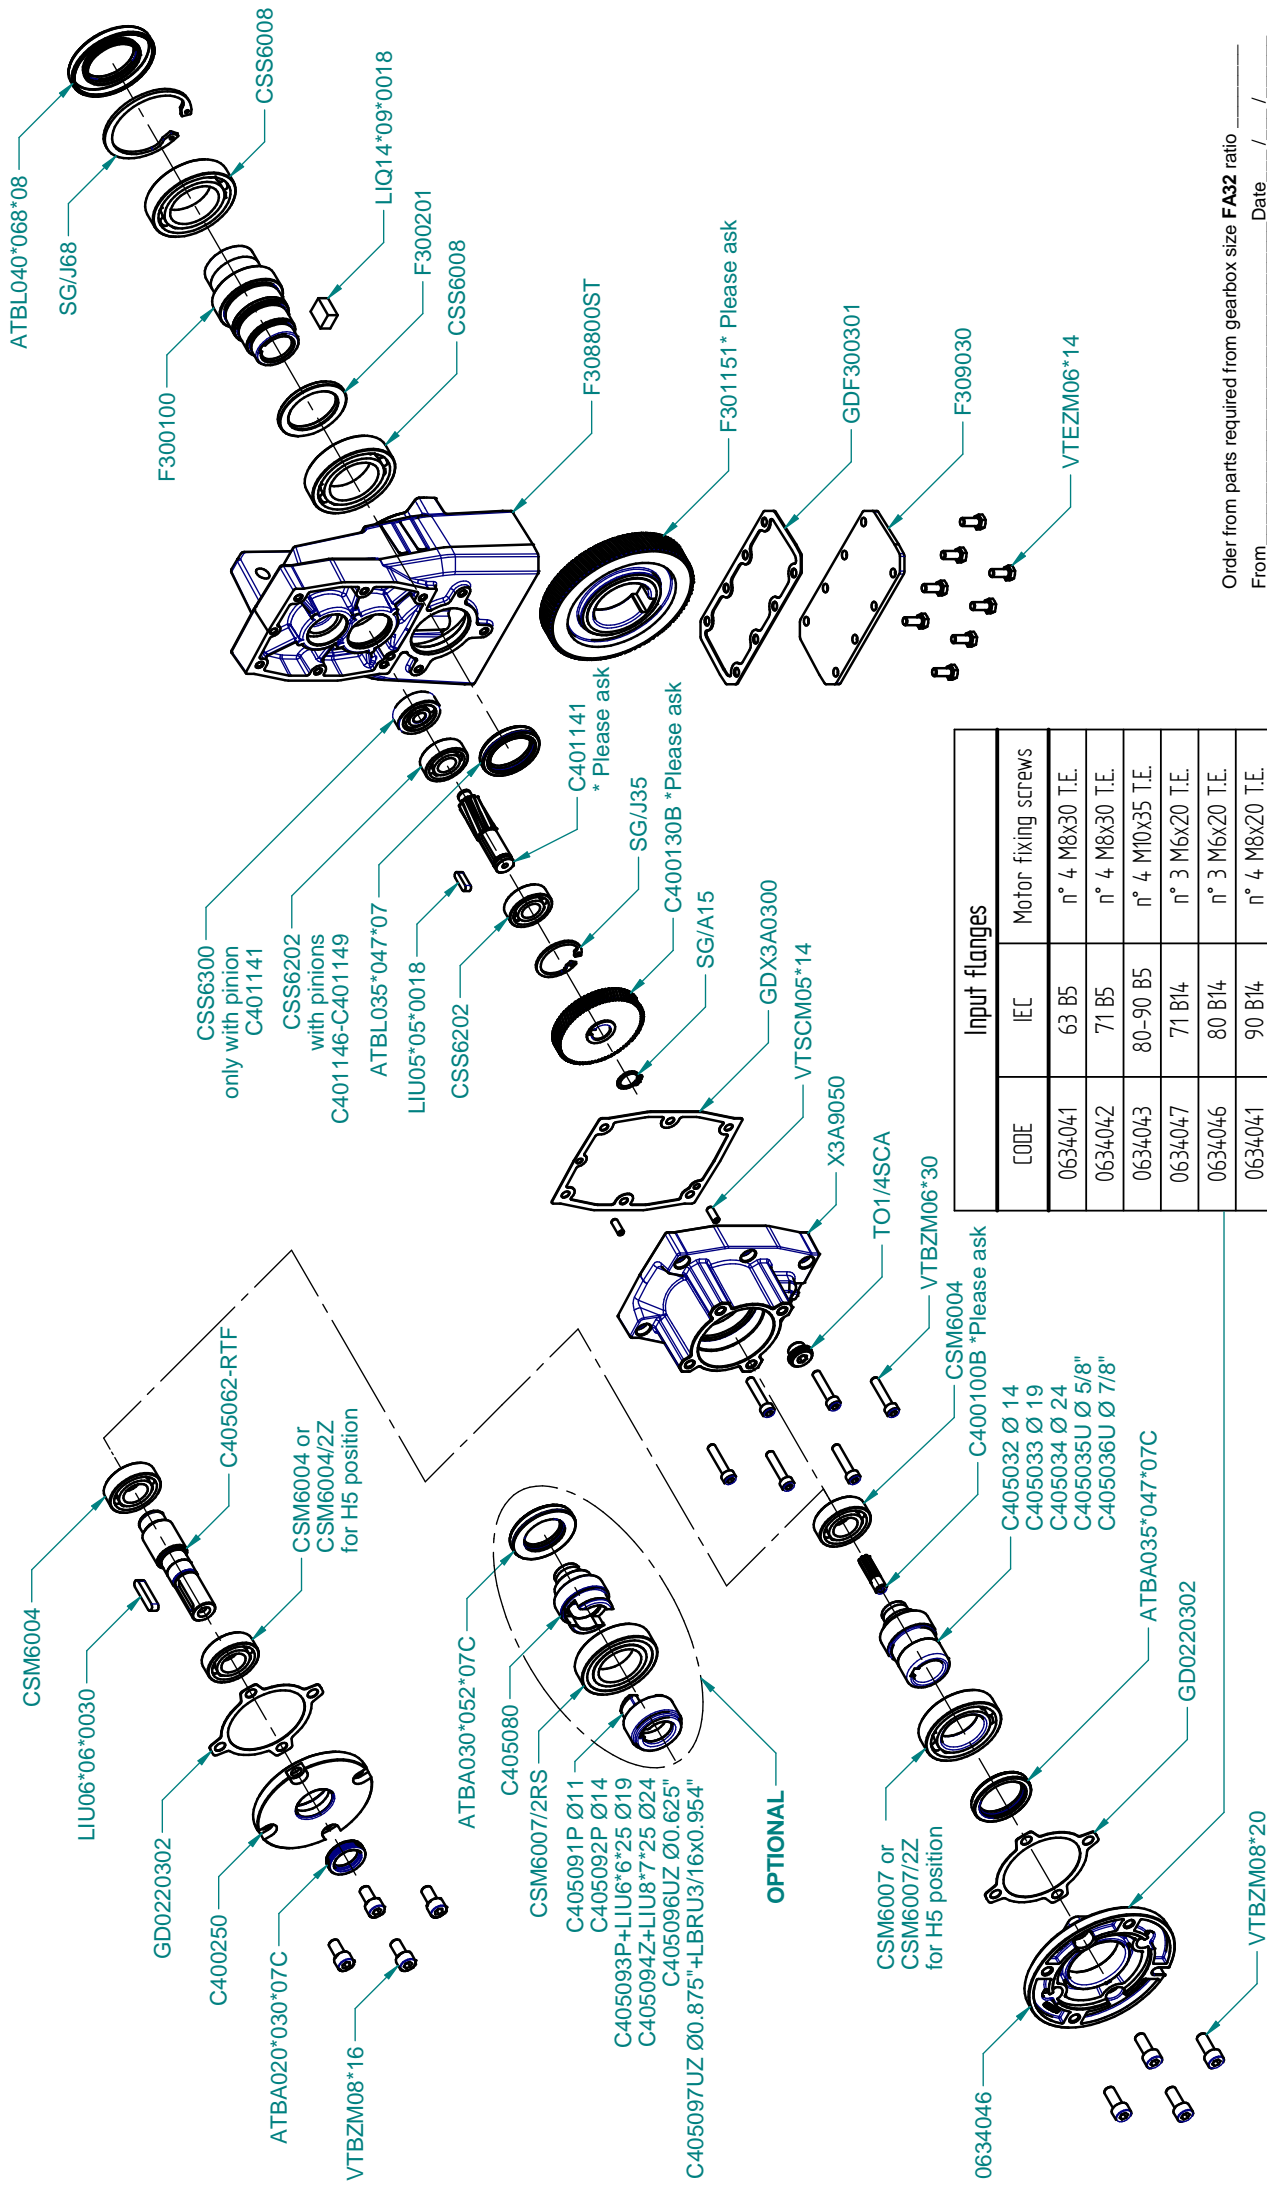 ATBL040*068*08
SG/J68
CSS6008
LIQ14*09*0018
F300100
F300201
CSS6008
F308800ST
F301151* Please ask
GDF300301
F309030
VTEZM06*14
CSS6300
only with pinion
C401141
CSS6202
with pinions
C401146-C401149
ATBL035*047*07
LIU05*05*0018
CSS6202
C401141
* Please ask
SG/J35
C400130B *Please ask
SG/A15
GDX3A0300
VTSCM05*14
X3A9050
TO1/4SCA
VTBZM06*30
CSM6004
C400100B *Please ask
C405032 Ø 14
C405033 Ø 19
C405034 Ø 24
C405035U Ø 5/8"
C405036U Ø 7/8"
ATBA035*047*07C
GD0220302
VTBZM08*20
0634046
CSM6007 or
CSM6007/2Z
for H5 position
CSM6004
LIU06*06*0030
C405062-RTF
CSM6004 or
CSM6004/2Z
for H5 position
GD0220302
C400250
ATBA020*030*07C
VTBZM08*16
ATBA030*052*07C
C405080
CSM6007/2RS
C405091P Ø11
C405092P Ø14
C405093P+LIU6*6*25 Ø19
C405094Z+LIU8*7*25 Ø24
C405096UZ Ø0.625"
C405097UZ Ø0.875"+LBRU3/16x0.954"
OPTIONAL
Input flanges
CODE IEC Motor fixing screws
0634041 63 B5 n° 4 M8x30 T.E.
0634042 71 B5 n° 4 M8x30 T.E.
0634043 80-90 B5 n° 4 M10x35 T.E.
0634047 71 B14 n° 3 M6x20 T.E.
0634046 80 B14 n° 3 M6x20 T.E.
0634041 90 B14 n° 4 M8x20 T.E.
Order from parts required from gearbox size FA32 ratio ________
From ________ Date ___/___/___